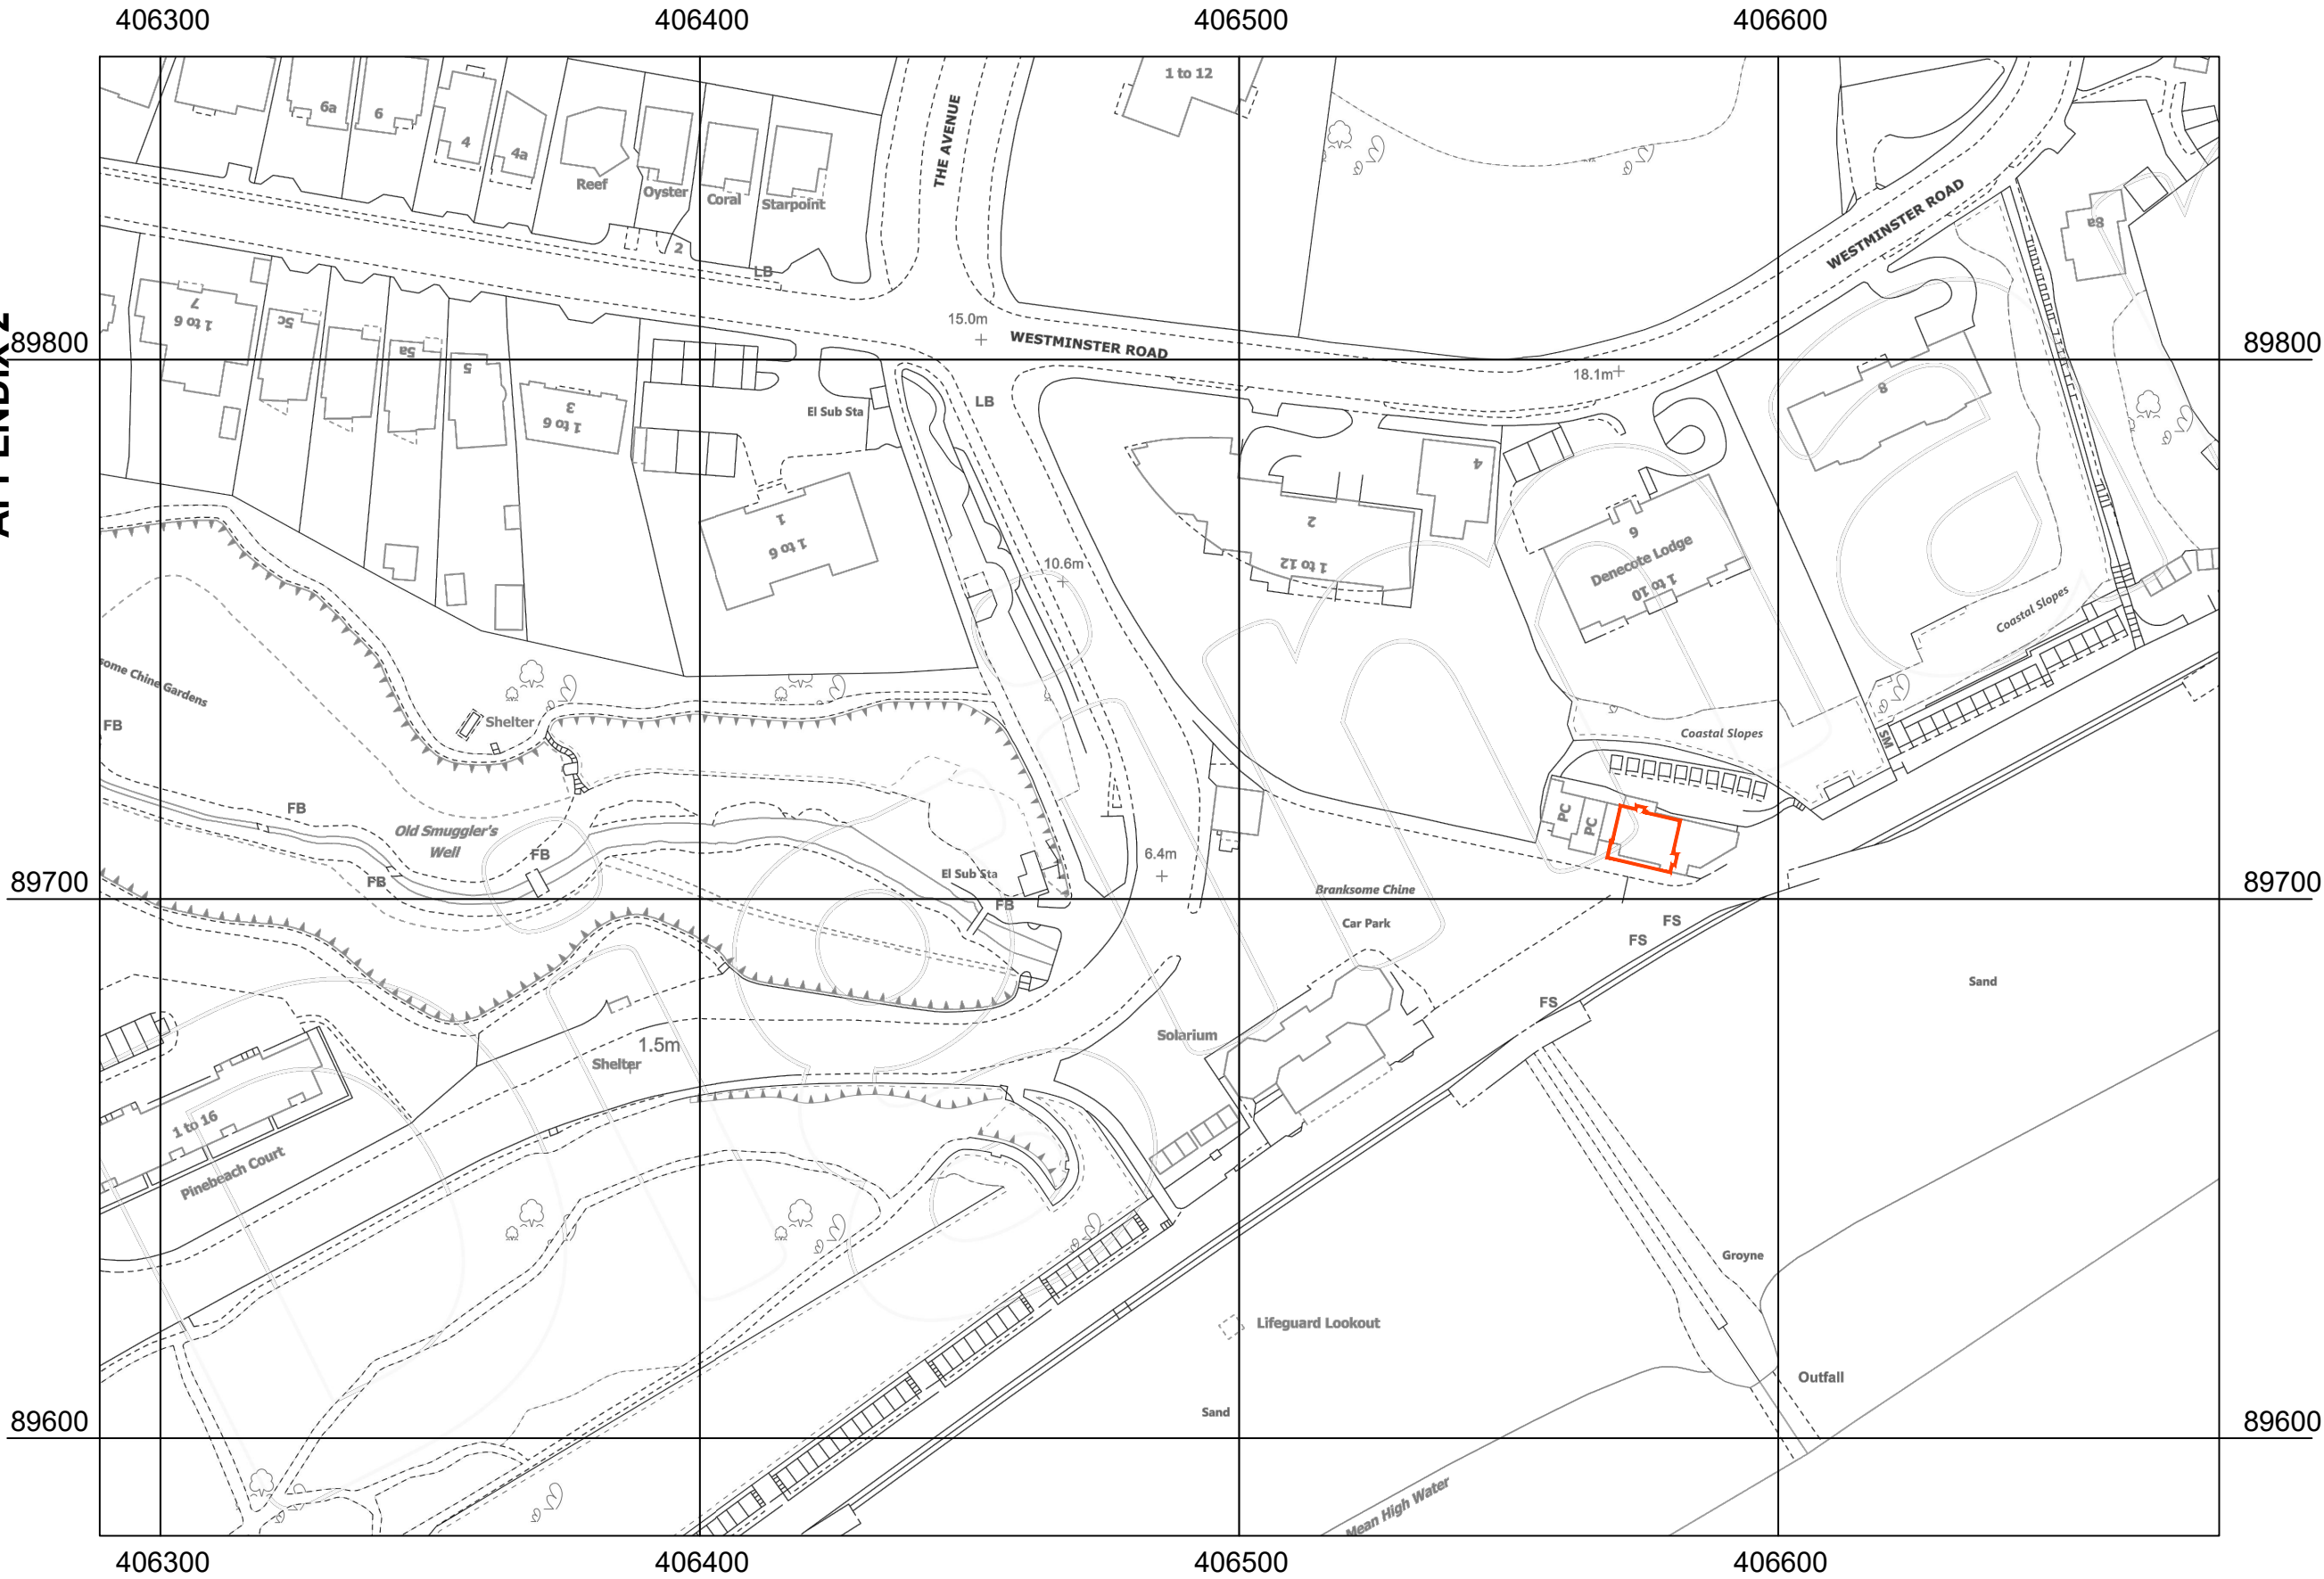 406300
406400
406500
406600
1 to 12
6a
6
4
4a
Reef
Oyster
Coral
Starpoint
THE AVENUE
WESTMINSTER ROAD
8a
2
LB
7
1 to 6
5c
5a
5
3
1 to 6
15.0m
WESTMINSTER ROAD
89800
89800
18.1m
El Sub Sta
LB
8
4
2
1 to 12
6
Denecote Lodge
1 to 10
1
1 to 6
10.6m
Coastal Slopes
some Chine Gardens
FB
Shelter
Coastal Slopes
SM
FB
Old Smuggler's
Well
FB
FB
PC
PC
6.4m
El Sub Sta
FB
89700
89700
Branksome Chine
Car Park
FS
FS
FS
Sand
Solarium
1.5m
Shelter
1 to 16
Pinebeach Court
Groyne
Lifeguard Lookout
Outfall
Sand
89600
89600
Mean High Water
406300
406400
406500
406600